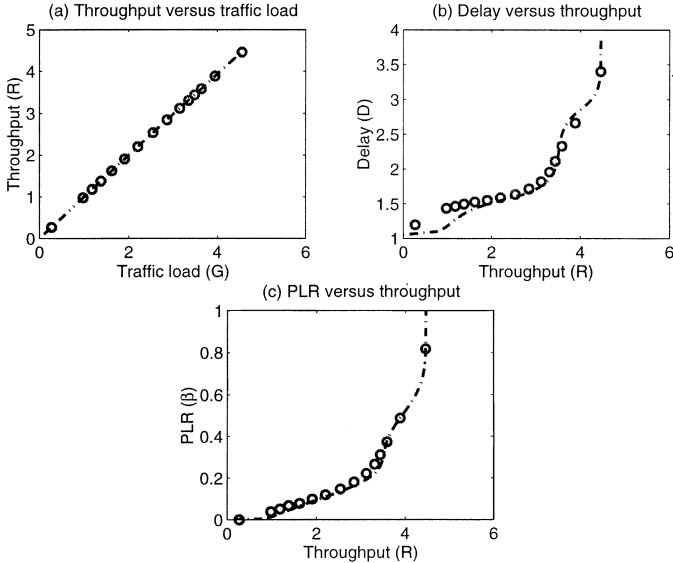 (a) Throughput versus traffic load
5
4
3
2
1
0
Throughput (R)
0 2 4 6
Traffic load (G)
(b) Delay versus throughput
4
3.5
3
2.5
2
1.5
1
Delay (D)
0 2 4 6
Throughput (R)
(c) PLR versus throughput
1
0.8
0.6
0.4
0.2
0
PLR (β)
0 2 4 6
Throughput (R)